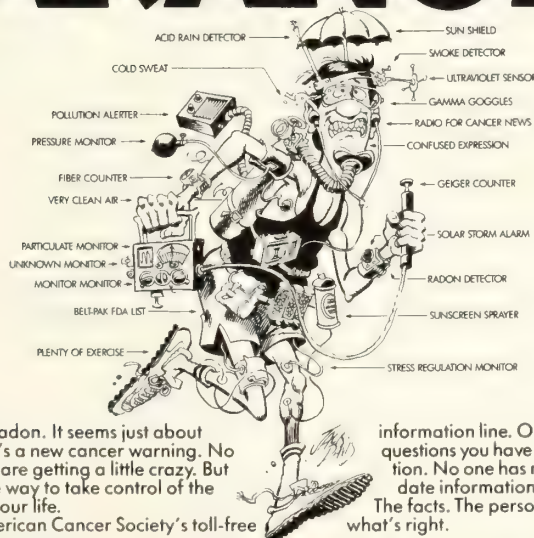 ACID RAIN DETECTOR
COLD SWEAT
POLLUTION ALERTER
PRESSURE MONITOR
FIBER COUNTER
VERY CLEAN AIR
PARTICULATE MONITOR
UNKNOWN MONITOR
MONITOR MONITOR
BELT-PAK FDA LIST
PLENTY OF EXERCISE
SUN SHIELD
SMOKE DETECTOR
ULTRAVIOLET SENSOR
GAMMA GOGGLES
RADIO FOR CANCER NEWS
CONFUSED EXPRESSION
GEIGER COUNTER
SOLAR STORM ALARM
RADON DETECTOR
SUNSCREEN SPRAYER
STRESS REGULATION MONITOR
adon. It seems just about
's a new cancer warning. No
are getting a little crazy. But
way to take control of the
our life.
erican Cancer Society's toll-free
information line. O
questions you have
tion. No one has
date information
The facts. The perso
what's right.